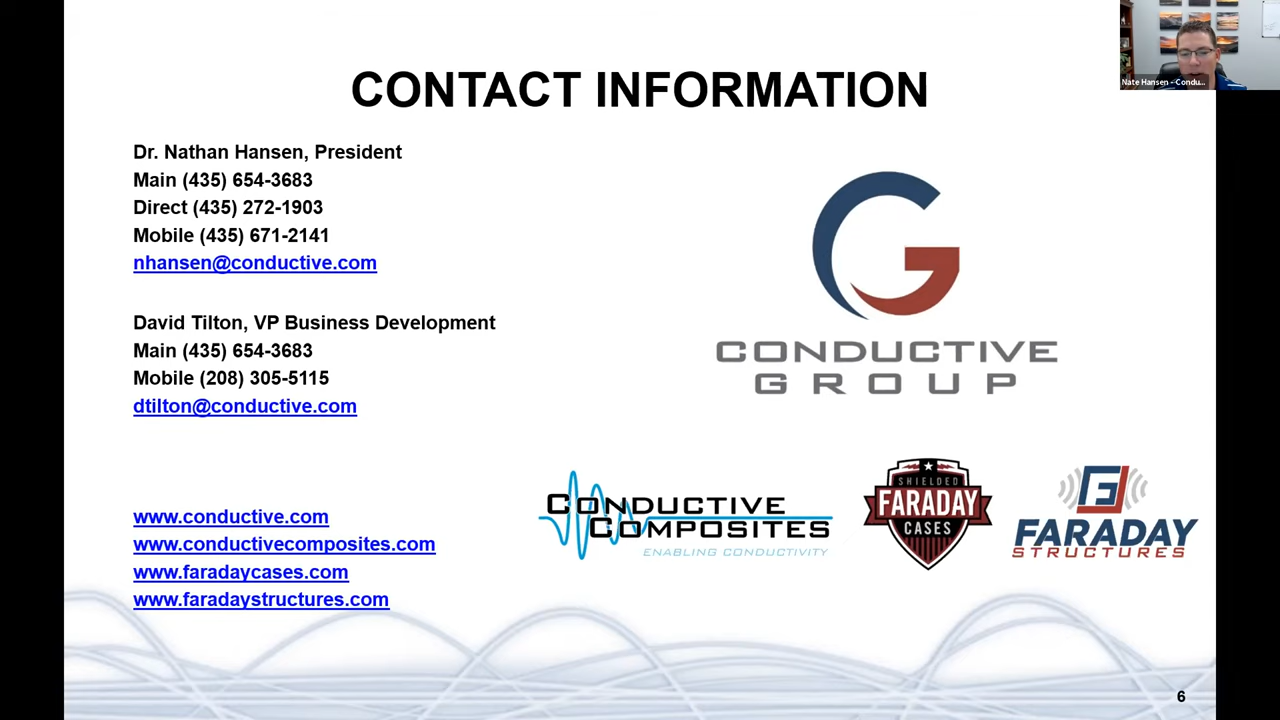 CONTACT INFORMATION
Nate Hansen - Condu...
Dr. Nathan Hansen, President
Main (435) 654-3683
Direct (435) 272-1903
Mobile (435) 671-2141
nhansen@conductive.com
David Tilton, VP Business Development
Main (435) 654-3683
Mobile (208) 305-5115
dtilton@conductive.com
www.conductive.com
www.conductivecomposites.com
www.faradaycases.com
www.faradaystructures.com
CONDUCTIVE
GROUP
CONDUCTIVE
COMPOSITES
ENABLING CONDUCTIVITY
SHIELDED
FARADAY
CASES
FARADAY
STRUCTURES
6